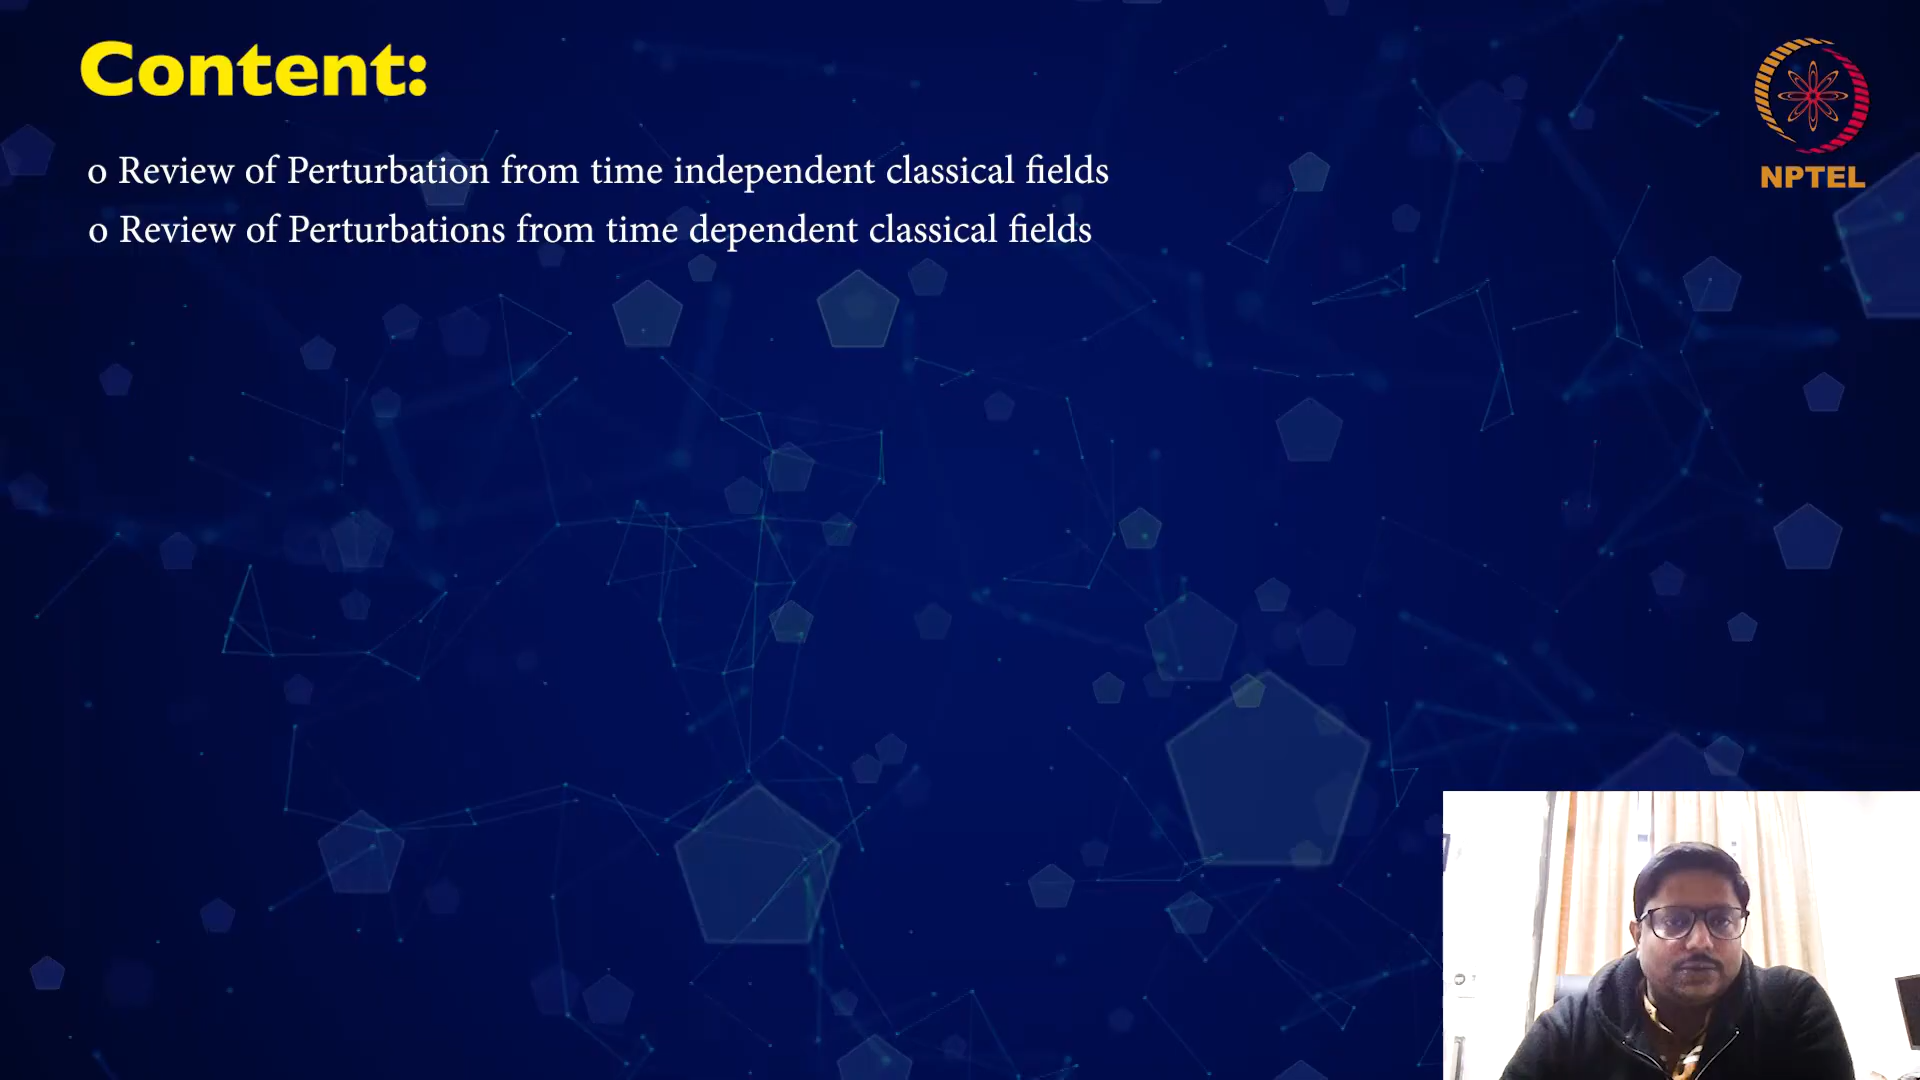 Content:
o Review of Perturbation from time independent classical fields
o Review of Perturbations from time dependent classical fields
NPTEL